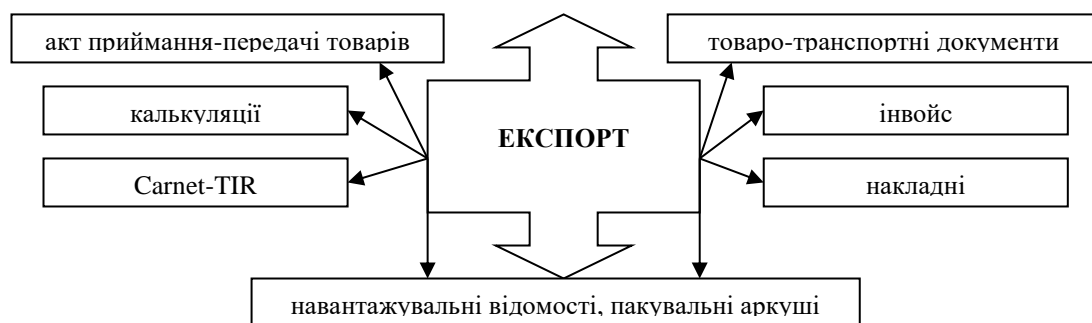 акт приймання-передачі товарів
товаро-транспортні документи
калькуляції
ЕКСПОРТ
інвойс
Carnet-TIR
накладні
навантажувальні відомості, пакувальні аркуші